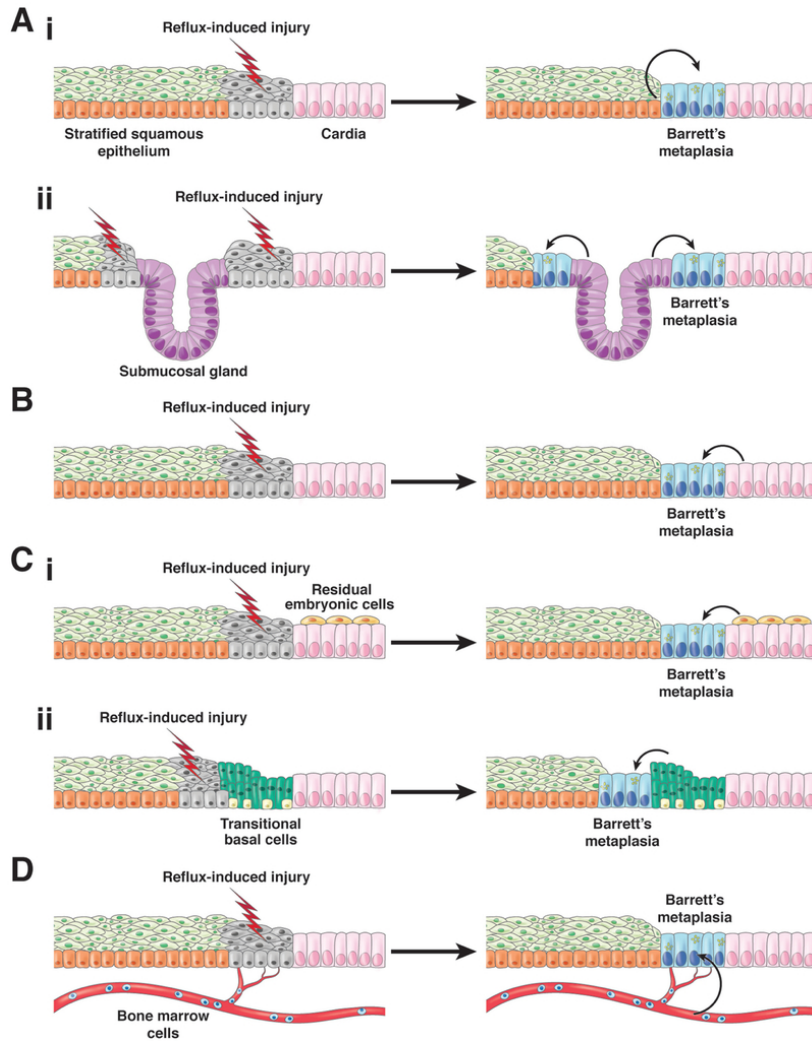 A i
Reflux-induced injury
Stratified squamous
epithelium
Cardia
Barrett's
metaplasia
ii
Reflux-induced injury
Submucosal gland
Barrett's
metaplasia
B
Reflux-induced injury
Barrett's
metaplasia
C i
Reflux-induced injury
Residual
embryonic cells
Barrett's
metaplasia
ii
Reflux-induced injury
Transitional
basal cells
Barrett's
metaplasia
D
Reflux-induced injury
Bone marrow
cells
Barrett's
metaplasia